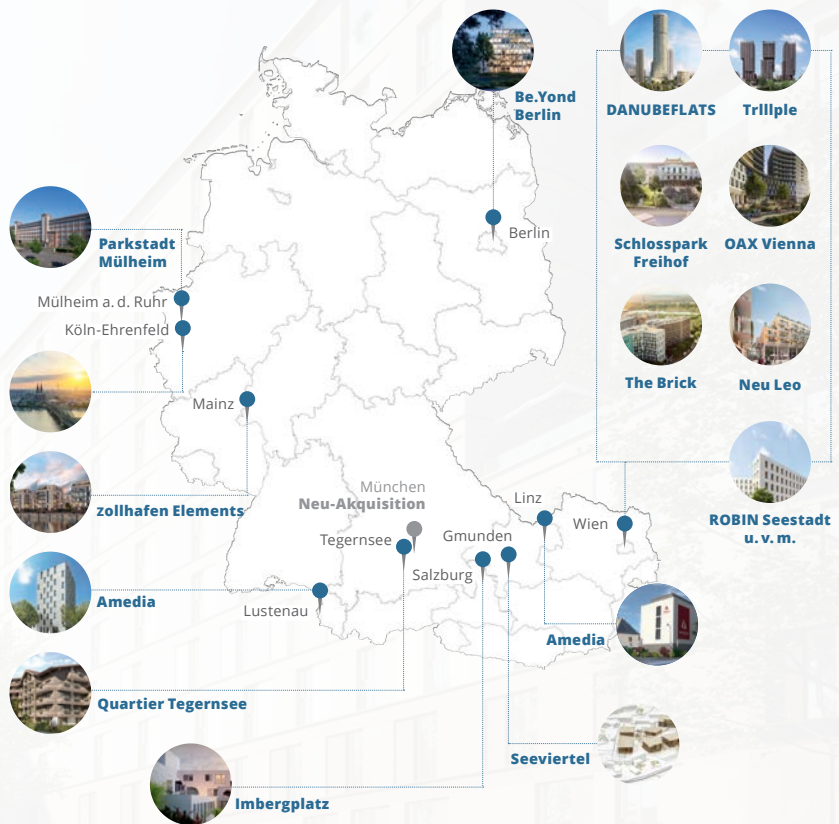 Be.Yond
Berlin
DANUBEFLATS
TrIIIple
Parkstadt
Mülheim
Berlin
Schlosspark
Freihof
OAX Vienna
Mülheim a. d. Ruhr
Köln-Ehrenfeld
The Brick
Neu Leo
Mainz
zollhafen Elements
München
Neu-Akquisition
Linz
Wien
ROBIN Seestadt
u. v. m.
Tegernsee
Gmunden
Salzburg
Amedia
Lustenau
Amedia
Quartier Tegernsee
Seeviertel
Imbergplatz